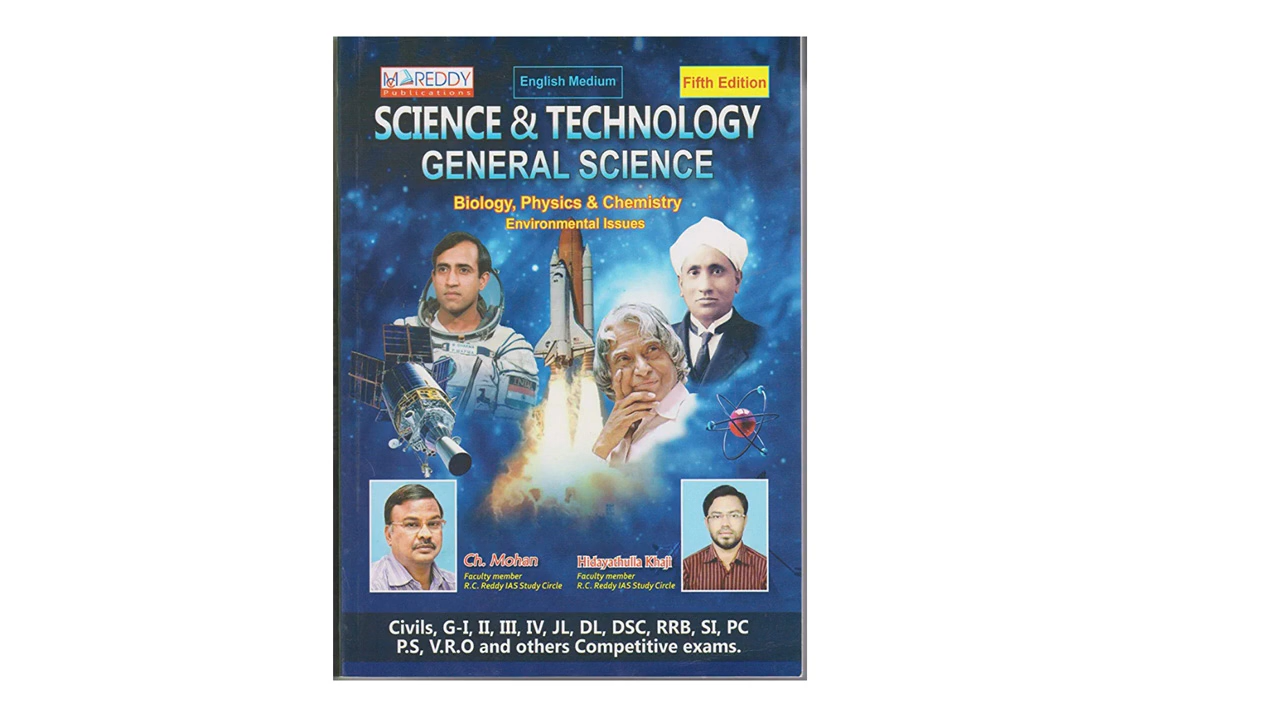 MREDDY
Publications
English Medium
Fifth Edition
SCIENCE & TECHNOLOGY
GENERAL SCIENCE
Biology, Physics & Chemistry
Environmental Issues
Ch. Mohan
Faculty member
R.C. Reddy IAS Study Circle
Hidayathulla Khaji
Faculty member
R.C. Reddy IAS Study Circle
Civils, G-I, II, III, IV, JL, DL, DSC, RRB, SI, PC
P.S, V.R.O and others Competitive exams.